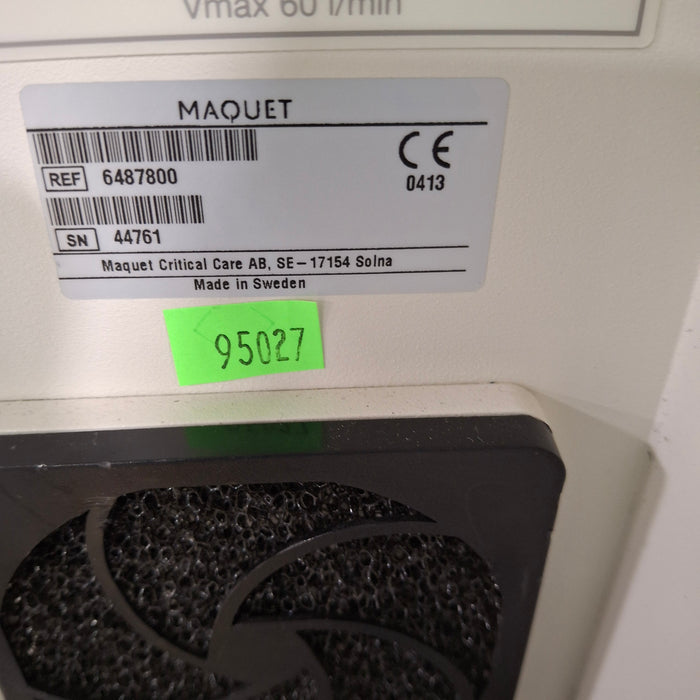 Vmax 60 l/min
MAQUET
REF 6487800
CE
0413
SN 44761
Maquet Critical Care AB, SE-17154 Solna
Made in Sweden
95027